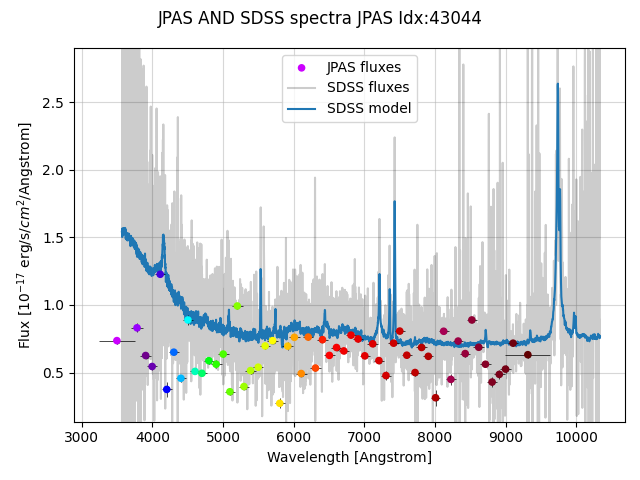 JPAS AND SDSS spectra JPAS Idx:43044
JPAS fluxes
SDSS fluxes
SDSS model
Flux [10⁻¹⁷ erg/s/cm²/Angstrom]
2.5
2.0
1.5
1.0
0.5
3000 4000 5000 6000 7000 8000 9000 10000
Wavelength [Angstrom]